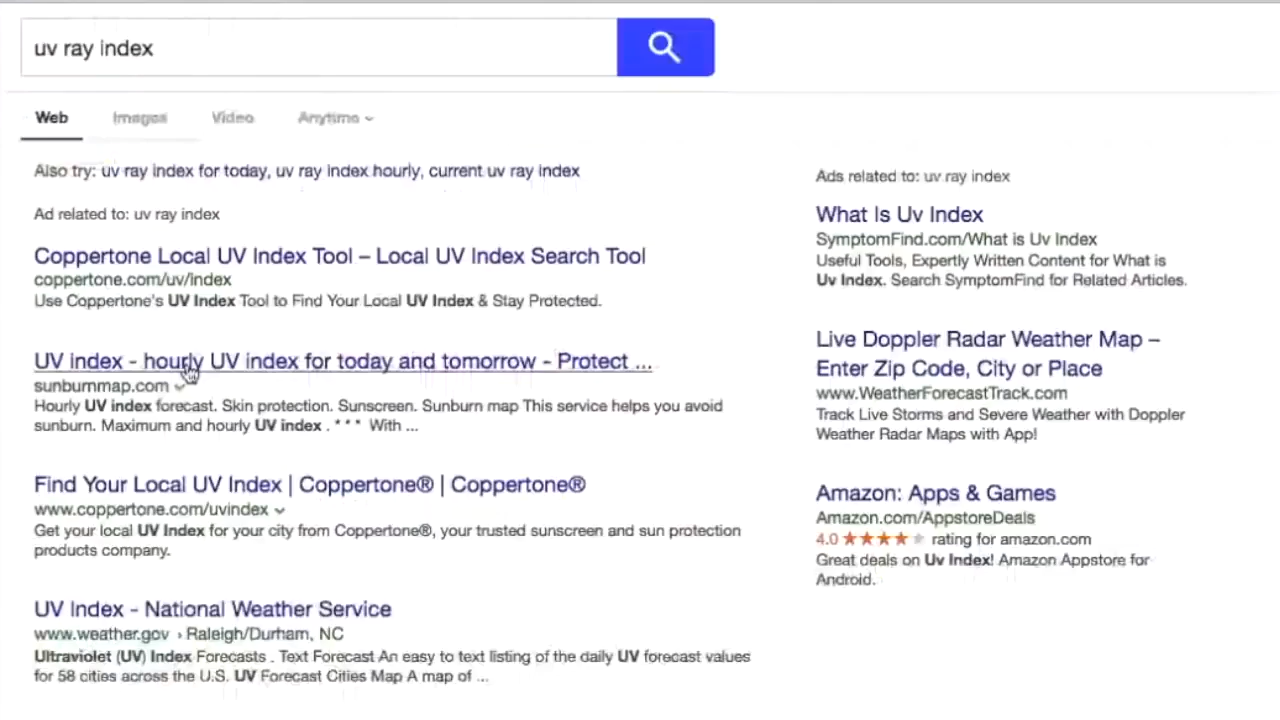 uv ray index
Web Images Video Anytime
Also try: uv ray index for today, uv ray index hourly, current uv ray index
Ad related to: uv ray index
Coppertone Local UV Index Tool – Local UV Index Search Tool
coppertone.com/uv/index
Use Coppertone's UV Index Tool to Find Your Local UV Index & Stay Protected.
UV index - hourly UV index for today and tomorrow - Protect ...
sunburnmap.com
Hourly UV index forecast. Skin protection. Sunscreen. Sunburn map This service helps you avoid
sunburn. Maximum and hourly UV index . * * * With ...
Find Your Local UV Index | Coppertone® | Coppertone®
www.coppertone.com/uvindex
Get your local UV Index for your city from Coppertone®, your trusted sunscreen and sun protection
products company.
UV Index - National Weather Service
www.weather.gov › Raleigh/Durham, NC
Ultraviolet (UV) Index Forecasts . Text Forecast An easy to text listing of the daily UV forecast values
for 58 cities across the U.S. UV Forecast Cities Map A map of ...
Ads related to: uv ray index
What Is Uv Index
SymptomFind.com/What is Uv Index
Useful Tools, Expertly Written Content for What is
Uv Index. Search SymptomFind for Related Articles.
Live Doppler Radar Weather Map –
Enter Zip Code, City or Place
www.WeatherForecastTrack.com
Track Live Storms and Severe Weather with Doppler
Weather Radar Maps with App!
Amazon: Apps & Games
Amazon.com/AppstoreDeals
4.0 ★★★★★ rating for amazon.com
Great deals on Uv Index! Amazon Appstore for
Android.